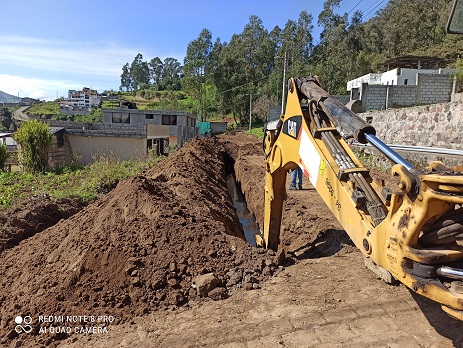 CAT
REDMI NOTE 8 PRO
AI QUAD CAMERA